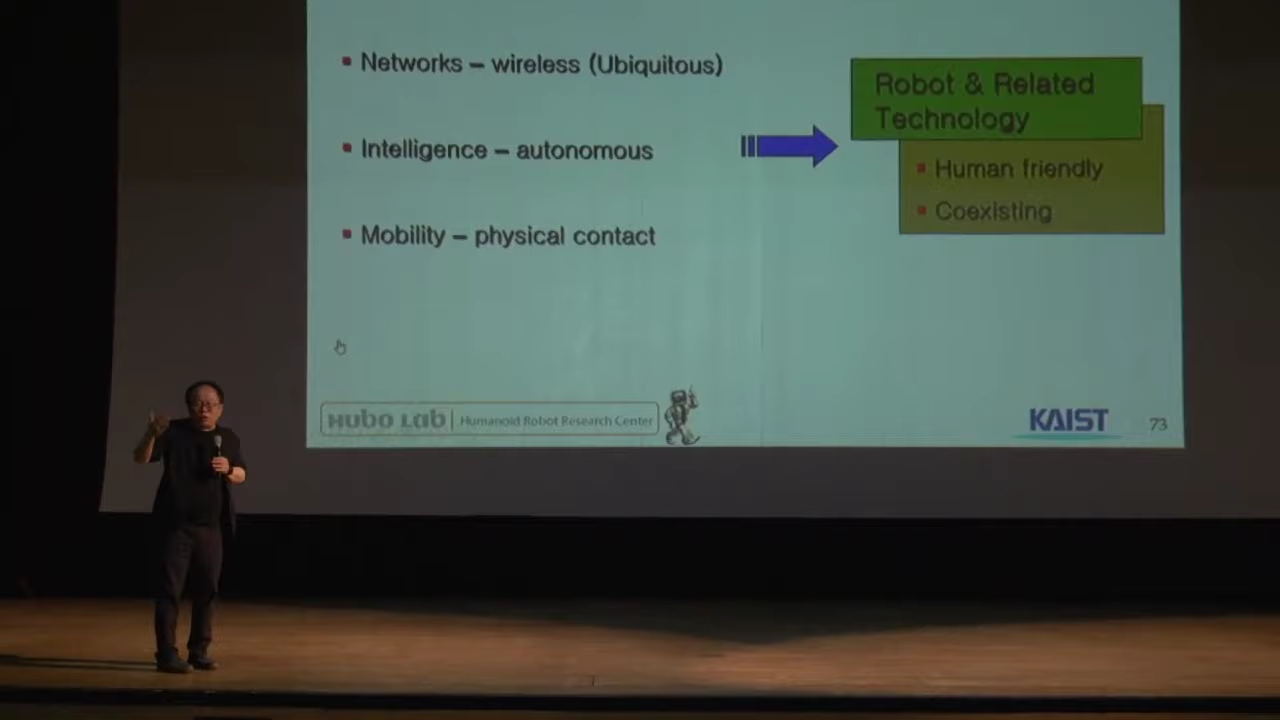 ▪ Networks – wireless (Ubiquitous)
▪ Intelligence – autonomous
▪ Mobility – physical contact
Robot & Related
Technology
▪ Human friendly
▪ Coexisting
HUBO LAB | Humanoid Robot Research Center
KAIST
73